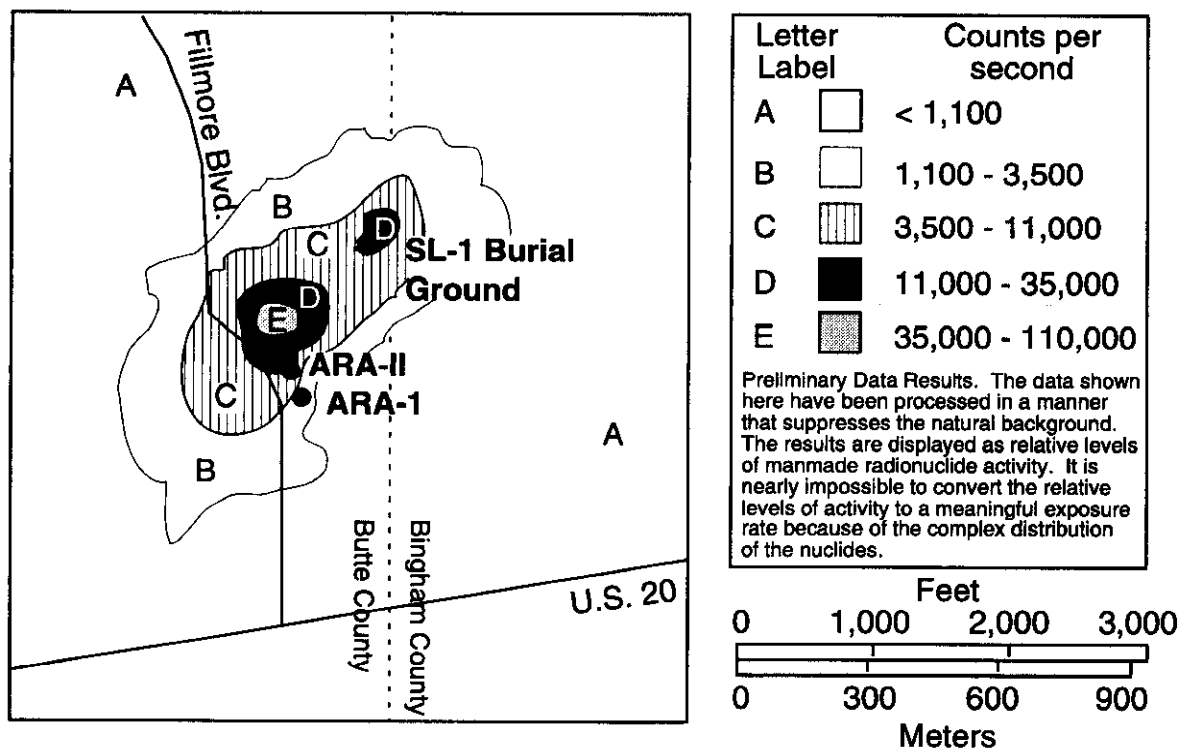 A
Fillmore Blvd.
B
C
D
SL-1 Burial
Ground
D
E
ARA-II
ARA-1
C
A
B
Butte County
Bingham County
U.S. 20
Letter
Label
Counts per
second
A < 1,100
B 1,100 - 3,500
C 3,500 - 11,000
D 11,000 - 35,000
E 35,000 - 110,000
Preliminary Data Results. The data shown
here have been processed in a manner
that suppresses the natural background.
The results are displayed as relative levels
of manmade radionuclide activity. It is
nearly impossible to convert the relative
levels of activity to a meaningful exposure
rate because of the complex distribution
of the nuclides.
Feet
0 1,000 2,000 3,000
0 300 600 900
Meters